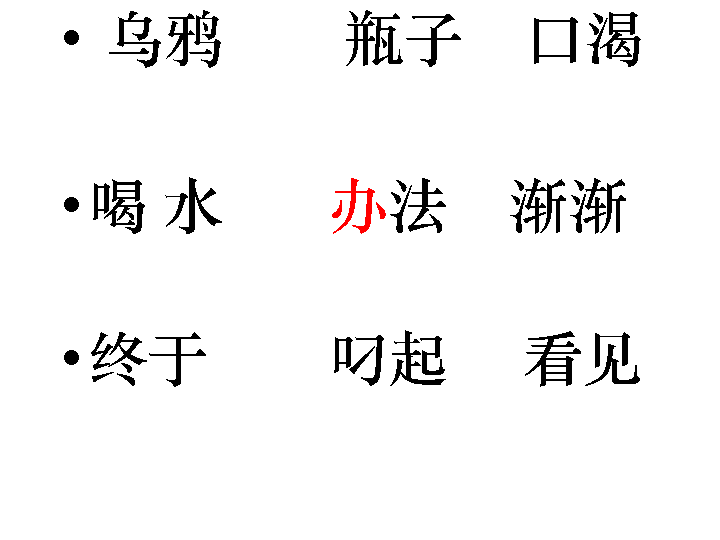 • 乌鸦 瓶子 口渴
• 喝 水 办法 渐渐
• 终于 叼起 看见